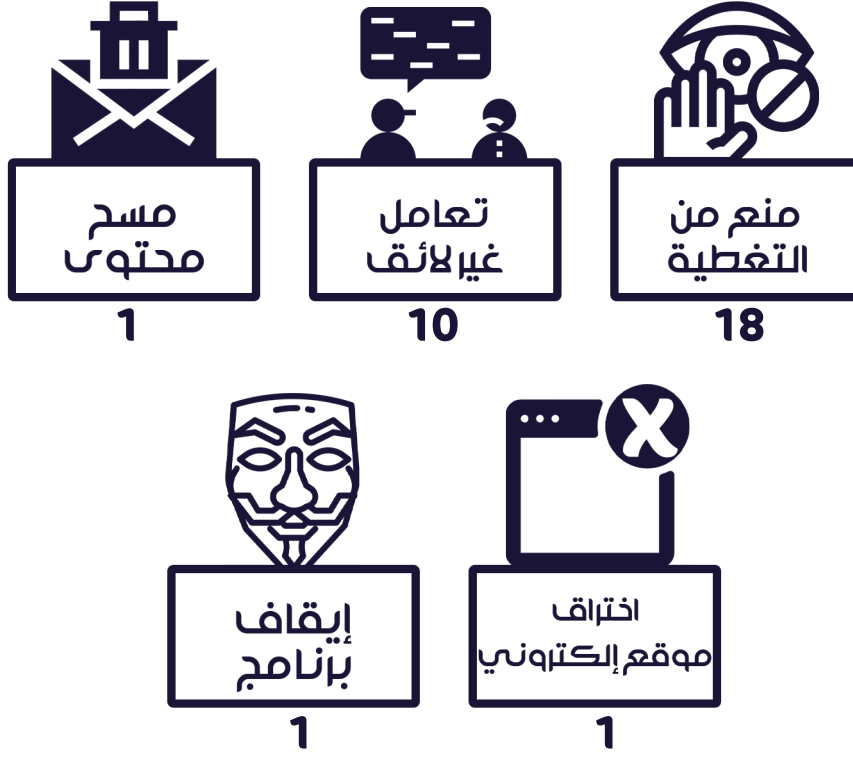 منع من
التغطية
18
تعامل
غير لائق
10
مسح
محتوى
1
اختراق
موقع إلكتروني
1
إيقاف
برنامج
1